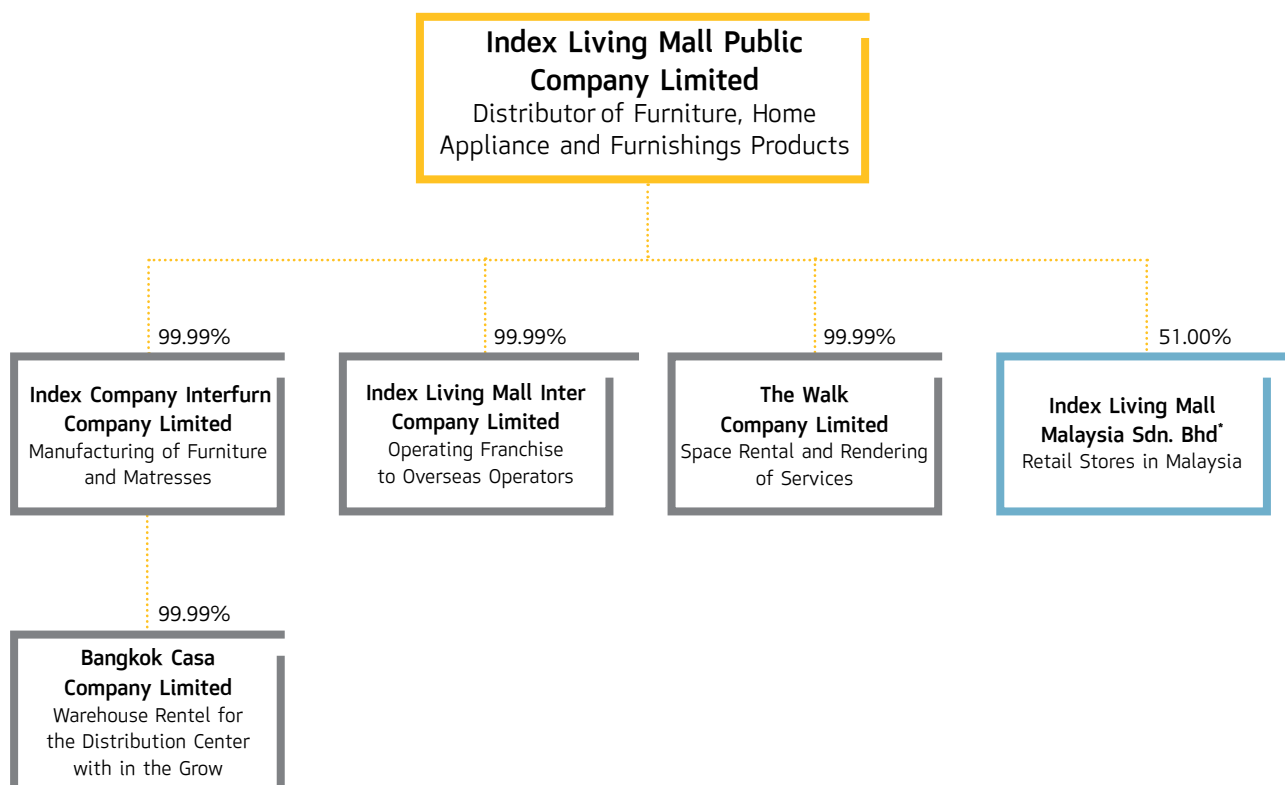 Index Living Mall Public
Company Limited
Distributor of Furniture, Home
Appliance and Furnishings Products
99.99%
Index Company Interfurn
Company Limited
Manufacturing of Furniture
and Matresses
99.99%
Index Living Mall Inter
Company Limited
Operating Franchise
to Overseas Operators
99.99%
The Walk
Company Limited
Space Rental and Rendering
of Services
51.00%
Index Living Mall
Malaysia Sdn. Bhd*
Retail Stores in Malaysia
99.99%
Bangkok Casa
Company Limited
Warehouse Rentel for
the Distribution Center
with in the Grow